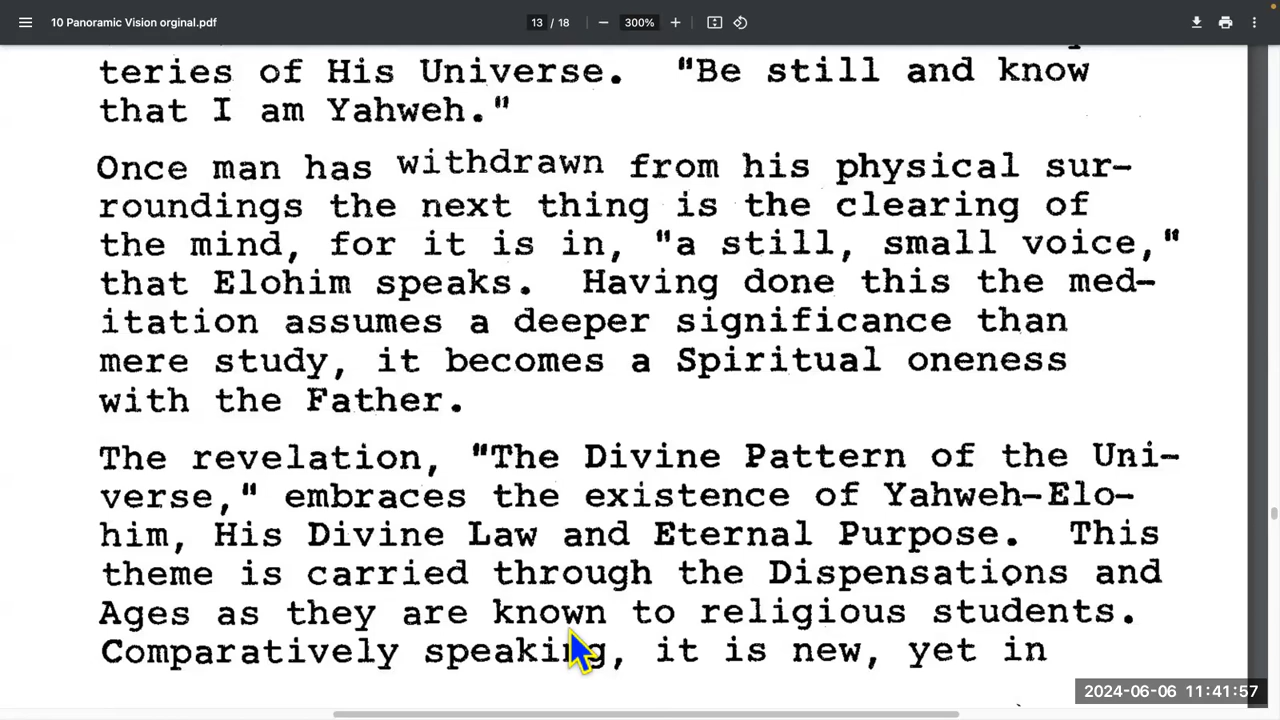 10 Panoramic Vision orginal.pdf
13 / 18
300%
teries of His Universe. "Be still and know
that I am Yahweh."
Once man has withdrawn from his physical sur-
roundings the next thing is the clearing of
the mind, for it is in, "a still, small voice,"
that Elohim speaks. Having done this the med-
itation assumes a deeper significance than
mere study, it becomes a Spiritual oneness
with the Father.
The revelation, "The Divine Pattern of the Uni-
verse," embraces the existence of Yahweh-Elo-
him, His Divine Law and Eternal Purpose. This
theme is carried through the Dispensations and
Ages as they are known to religious students.
Comparatively speaking, it is new, yet in
2024-06-06 11:41:57